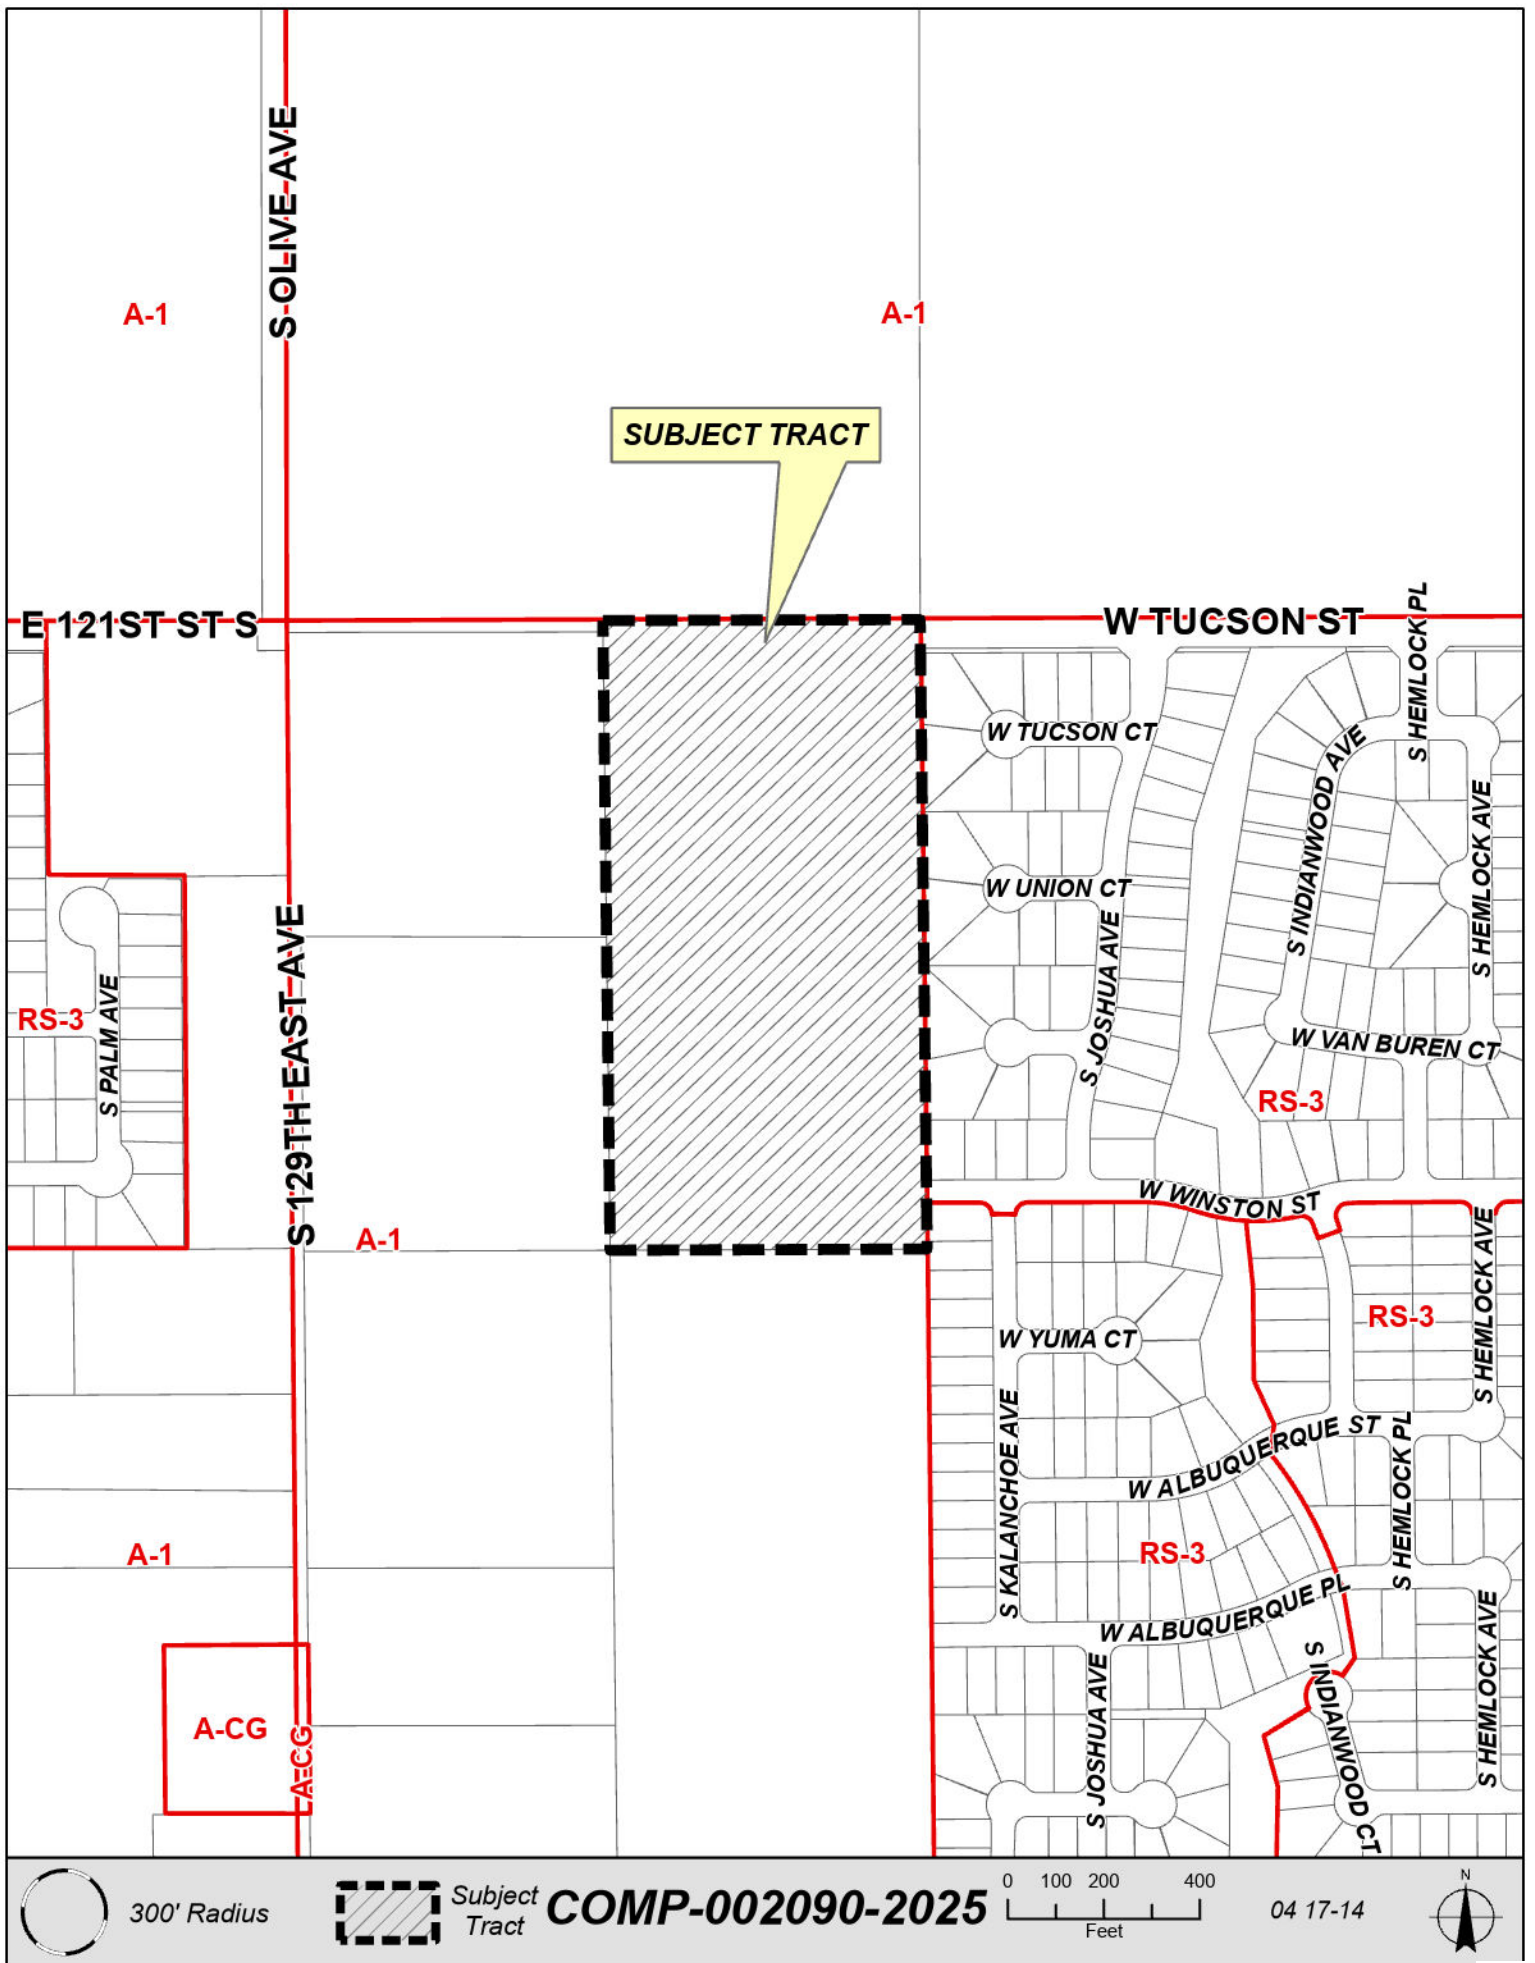 S OLIVE AVE
A-1
A-1
SUBJECT TRACT
E 121ST ST S
W TUCSON ST
S HEMLOCK PL
W TUCSON CT
S INDIANWOOD AVE
S HEMLOCK AVE
W UNION CT
S JOSHUA AVE
S 129TH EAST AVE
S PALM AVE
RS-3
W VAN BUREN CT
RS-3
W WINSTON ST
A-1
S HEMLOCK AVE
RS-3
W YUMA CT
S KALANCHOE AVE
W ALBUQUERQUE ST
S HEMLOCK PL
A-1
RS-3
W ALBUQUERQUE PL
S HEMLOCK AVE
S JOSHUA AVE
S INDIANWOOD CT
A-CG
A-CG
300' Radius
Subject
Tract
COMP-002090-2025
0 100 200 400
Feet
04 17-14
N